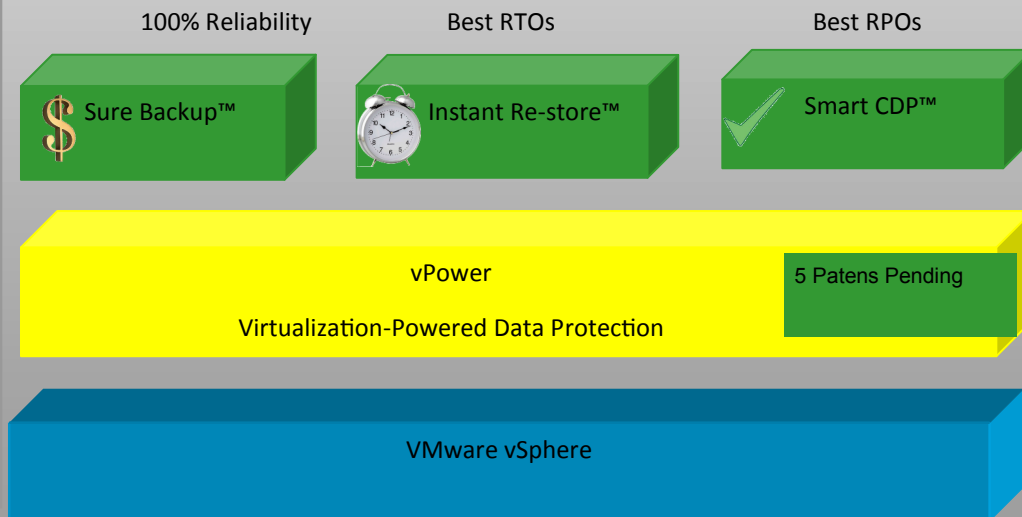 100% Reliability
Best RTOs
Best RPOs
Sure Backup™
Instant Re-store™
Smart CDP™
vPower
5 Patens Pending
Virtualization-Powered Data Protection
VMware vSphere